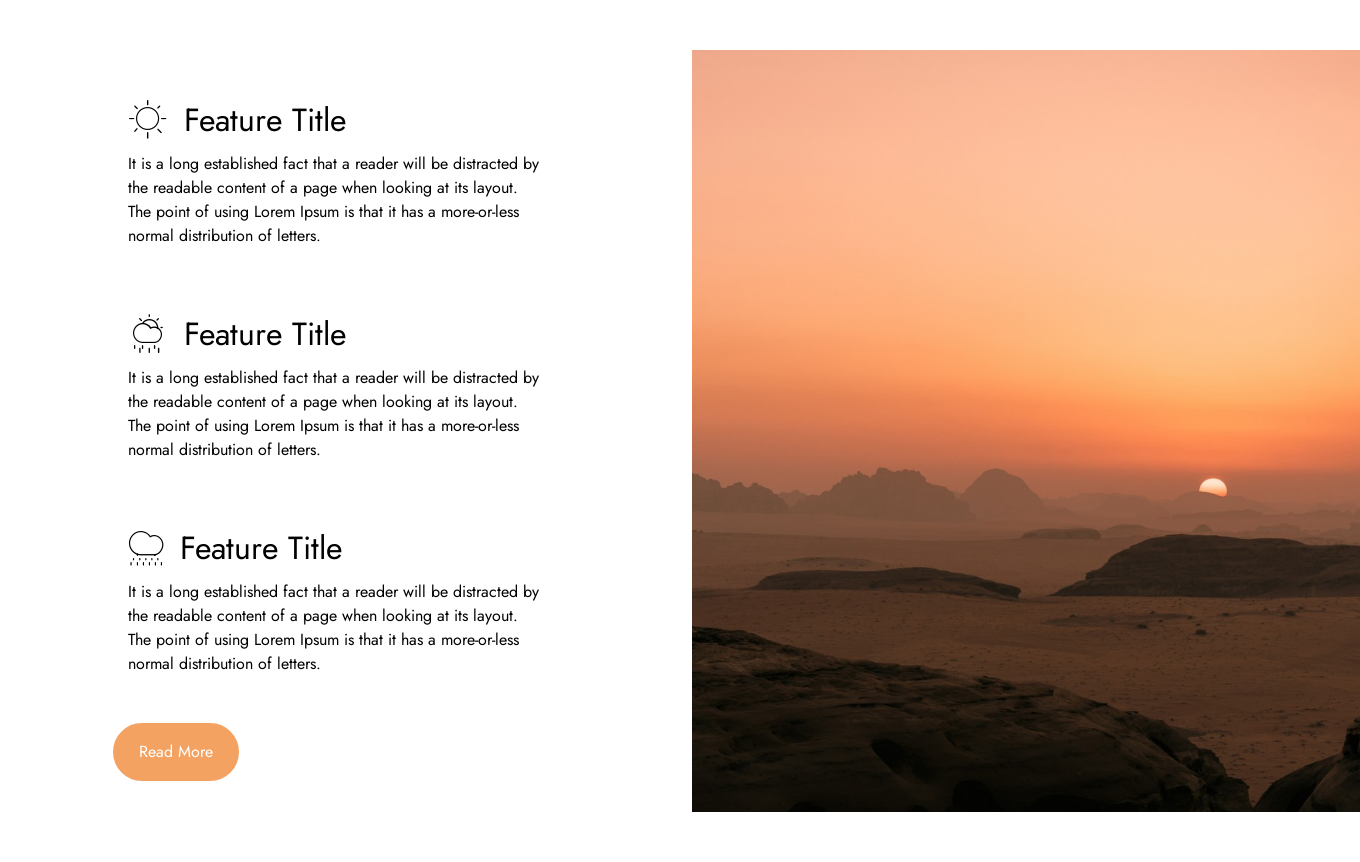 Feature Title
It is a long established fact that a reader will be distracted by
the readable content of a page when looking at its layout.
The point of using Lorem Ipsum is that it has a more-or-less
normal distribution of letters.
Feature Title
It is a long established fact that a reader will be distracted by
the readable content of a page when looking at its layout.
The point of using Lorem Ipsum is that it has a more-or-less
normal distribution of letters.
Feature Title
It is a long established fact that a reader will be distracted by
the readable content of a page when looking at its layout.
The point of using Lorem Ipsum is that it has a more-or-less
normal distribution of letters.
Read More